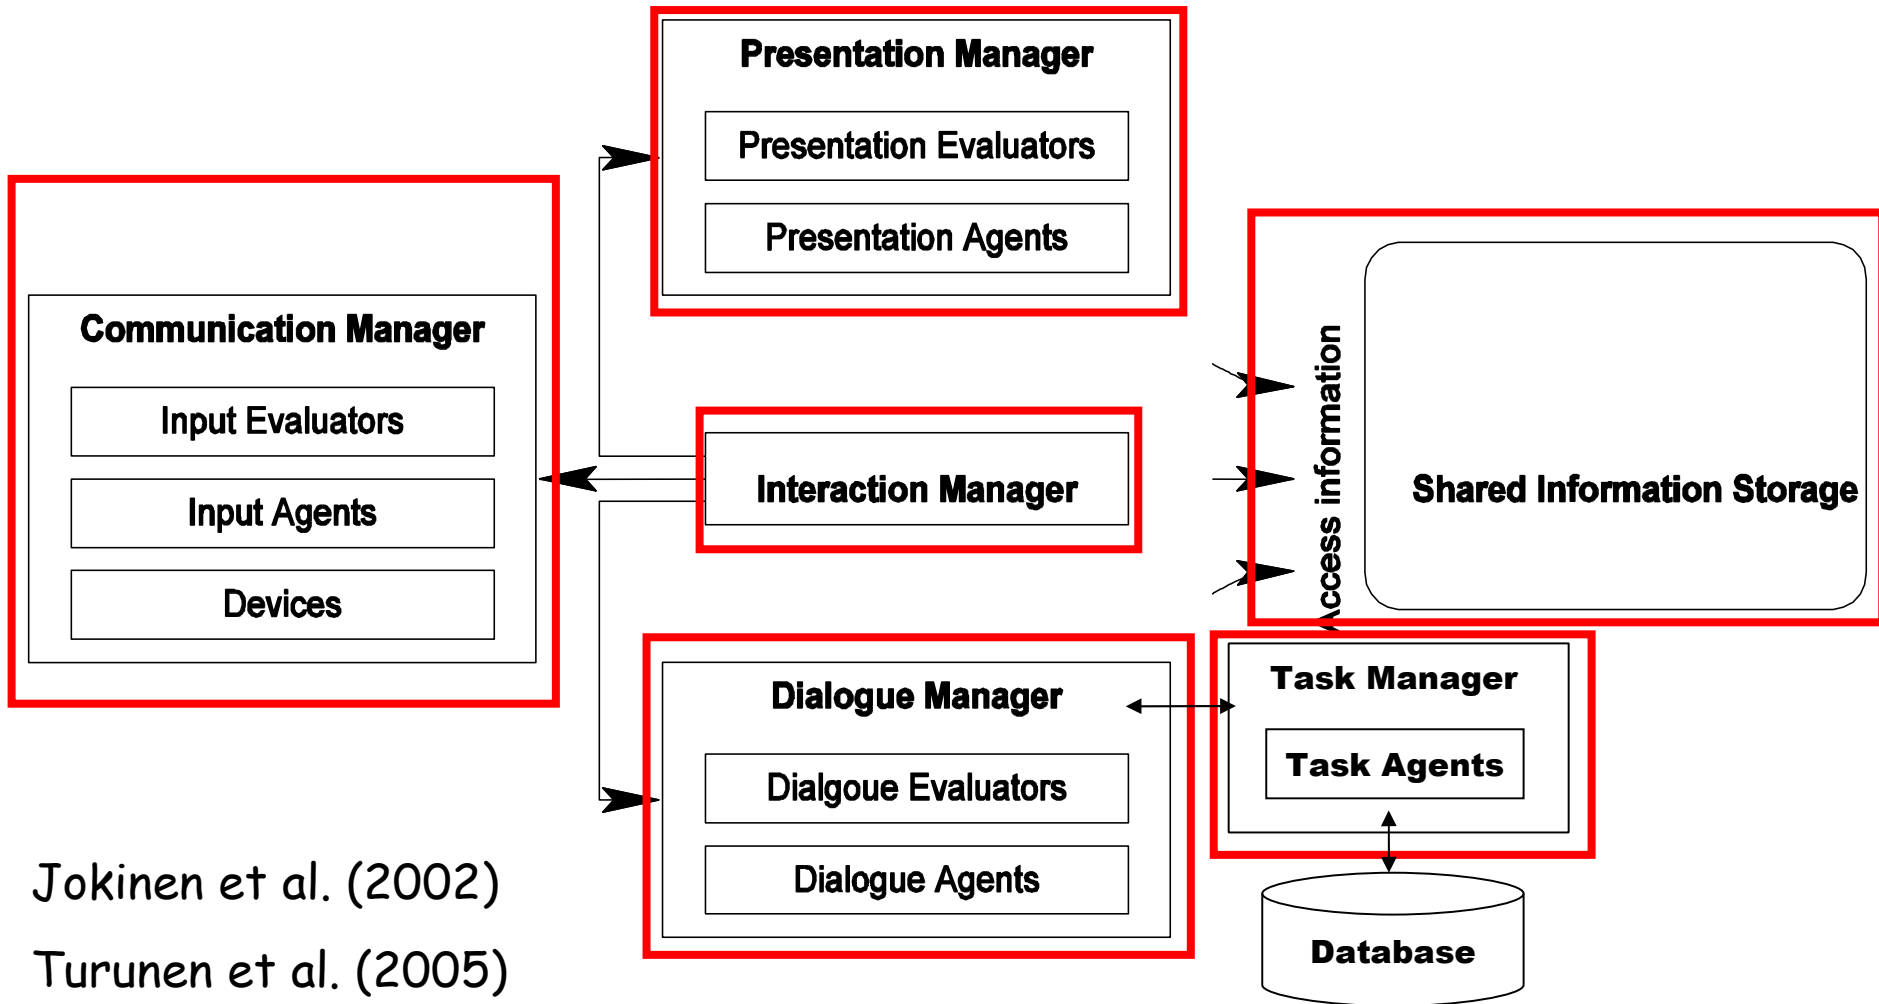 Presentation Manager
Presentation Evaluators
Presentation Agents
Communication Manager
Input Evaluators
Input Agents
Devices
Interaction Manager
Access information
Shared Information Storage
Dialogue Manager
Dialgoue Evaluators
Dialogue Agents
Task Manager
Task Agents
Database
Jokinen et al. (2002)
Turunen et al. (2005)